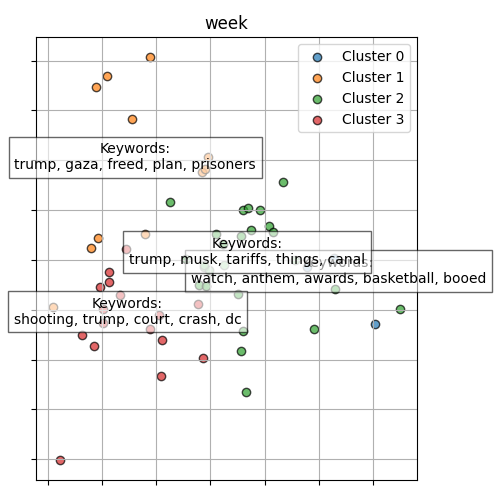 week
Cluster 0
Cluster 1
Cluster 2
Cluster 3
Keywords:
trump, gaza, freed, plan, prisoners
Keywords:
trump, musk, tariffs, things, canal
Keywords:
watch, anthem, awards, basketball, booed
Keywords:
shooting, trump, court, crash, dc